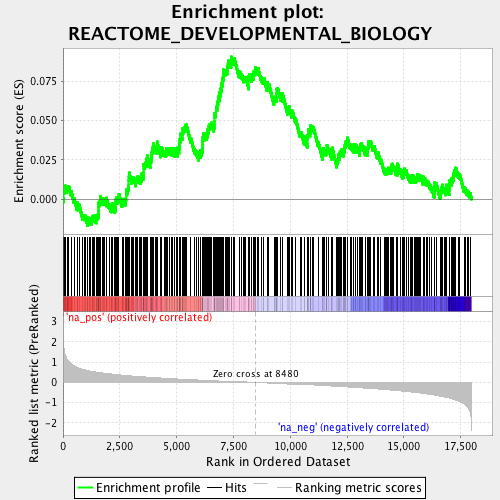 Enrichment plot:
REACTOME_DEVELOPMENTAL_BIOLOGY
Enrichment score (ES)
0.075
0.050
0.025
0.000
'na_pos' (positively correlated)
Ranked list metric (PreRanked)
3
2
1
0
-1
-2
Zero cross at 8480
'na_neg' (negatively correlated)
0
2,500
5,000
7,500
10,000
12,500
15,000
17,500
Rank in Ordered Dataset
Enrichment profile
Hits
Ranking metric scores